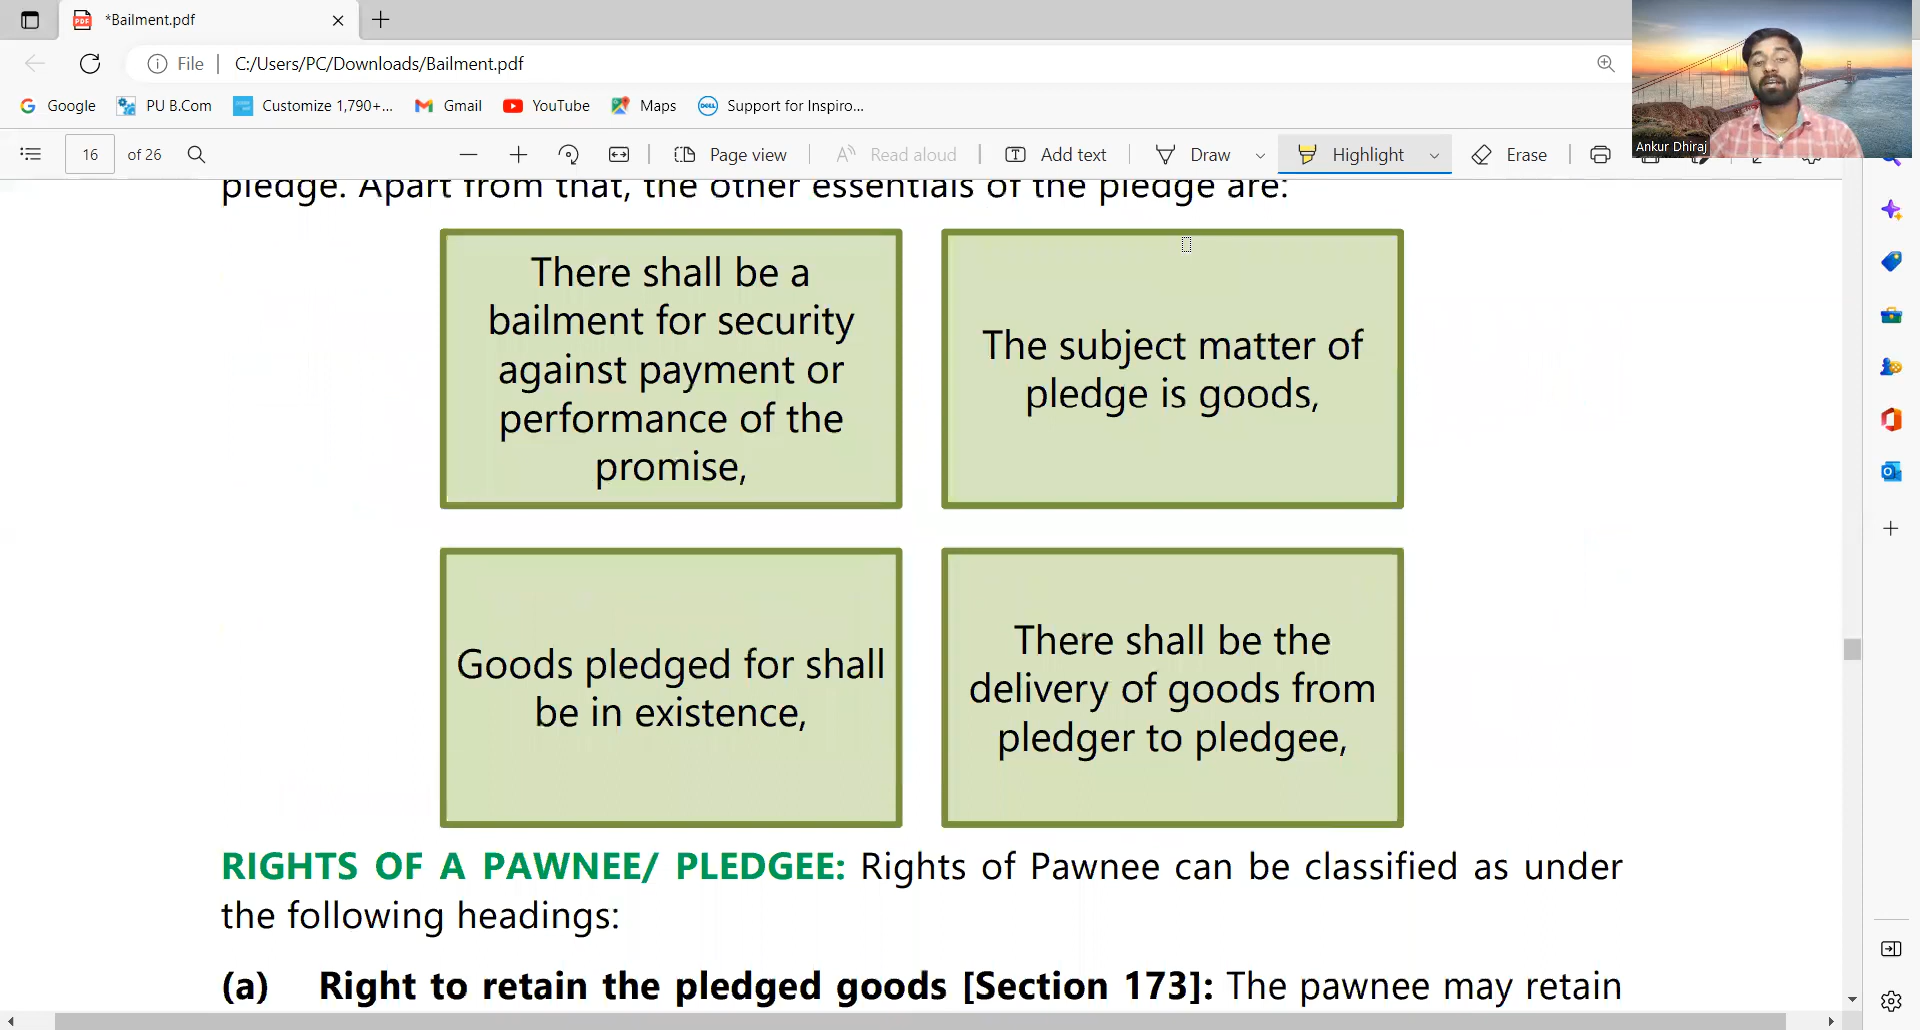 *Bailment.pdf
File
C:/Users/PC/Downloads/Bailment.pdf
Google
PU B.Com
Customize 1,790+...
Gmail
YouTube
Maps
Support for Inspiro...
Ankur Dhiraj
16
of 26
Page view
Read aloud
Add text
Draw
Highlight
Erase
pledge. Apart from that, the other essentials of the pledge are:
There shall be a
bailment for security
against payment or
performance of the
promise,
The subject matter of
pledge is goods,
Goods pledged for shall
be in existence,
There shall be the
delivery of goods from
pledger to pledgee,
RIGHTS OF A PAWNEE/ PLEDGEE: Rights of Pawnee can be classified as under
the following headings:
(a) Right to retain the pledged goods [Section 173]: The pawnee may retain